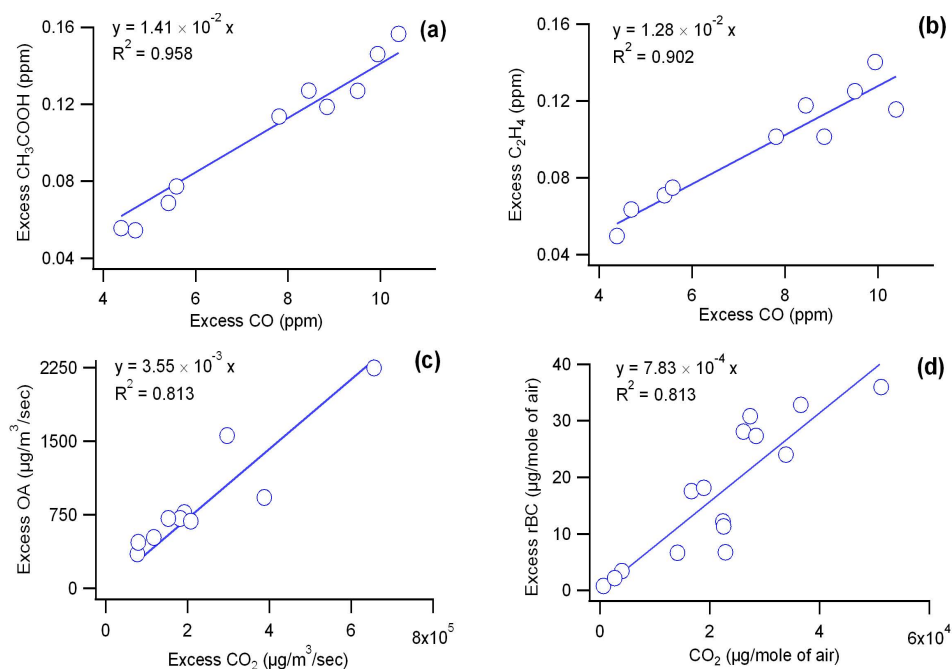 y = 1.41 × 10⁻² x
R² = 0.958
(a)
0.16
0.12
0.08
0.04
Excess CH₃COOH (ppm)
4 6 8 10
Excess CO (ppm)
y = 1.28 × 10⁻² x
R² = 0.902
(b)
0.16
0.12
0.08
0.04
Excess C₂H₄ (ppm)
4 6 8 10
Excess CO (ppm)
y = 3.55 × 10⁻³ x
R² = 0.813
(c)
2250
1500
750
0
Excess OA (µg/m³/sec)
0 2 4 6 8x10⁵
Excess CO₂ (µg/m³/sec)
y = 7.83 × 10⁻⁴ x
R² = 0.813
(d)
40
30
20
10
0
Excess rBC (µg/mole of air)
0 2 4 6x10⁴
CO₂ (µg/mole of air)